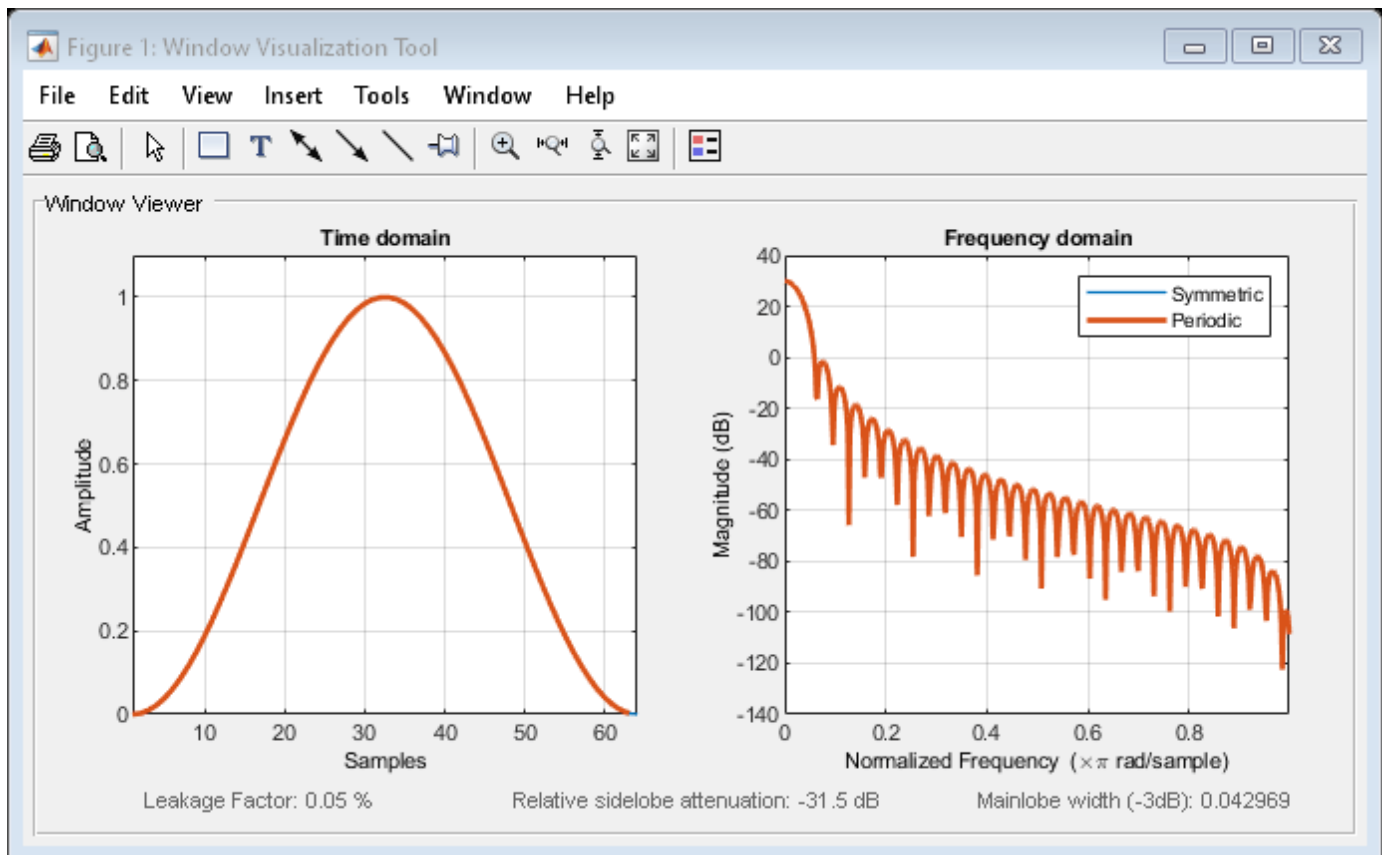 Figure 1: Window Visualization Tool
File Edit View Insert Tools Window Help
T
Window Viewer
Time domain
1
0.8
0.6
0.4
0.2
0
Amplitude
10 20 30 40 50 60
Samples
Frequency domain
40
20
0
-20
-40
-60
-80
-100
-120
-140
Magnitude (dB)
Symmetric
Periodic
0 0.2 0.4 0.6 0.8
Normalized Frequency (×π rad/sample)
Leakage Factor: 0.05 % Relative sidelobe attenuation: -31.5 dB Mainlobe width (-3dB): 0.042969